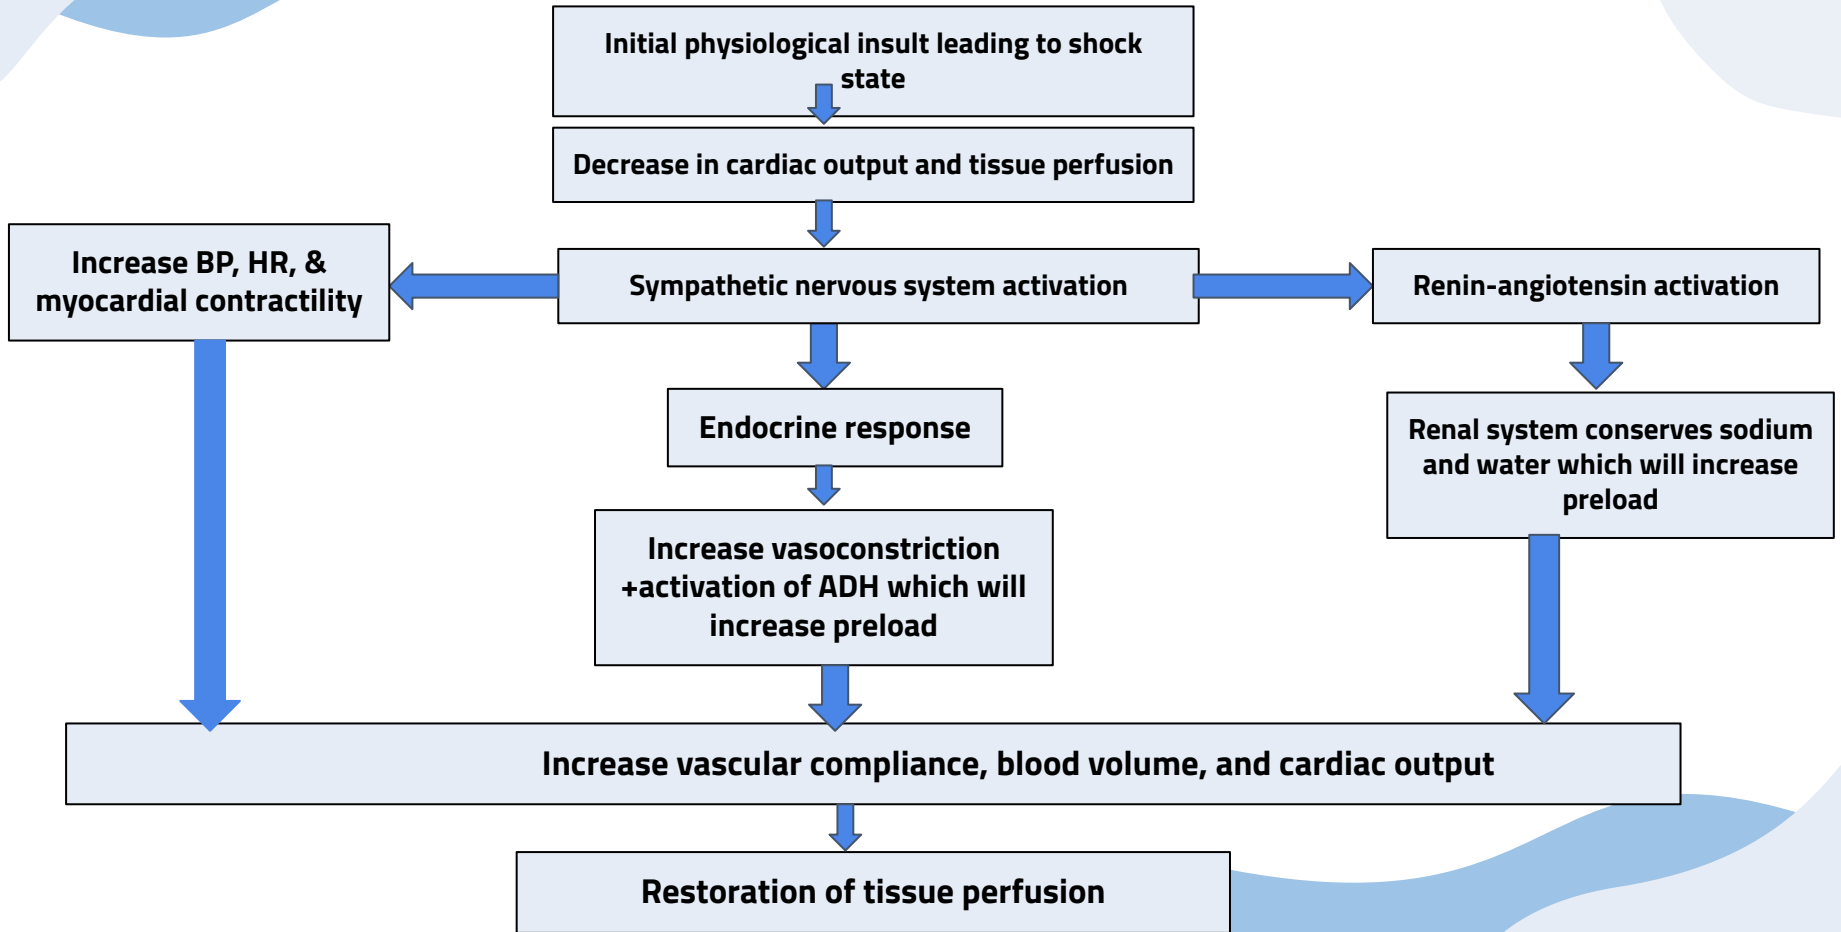 Initial physiological insult leading to shock
state
Decrease in cardiac output and tissue perfusion
Increase BP, HR, &
myocardial contractility
Sympathetic nervous system activation
Renin-angiotensin activation
Endocrine response
Renal system conserves sodium
and water which will increase
preload
Increase vasoconstriction
+activation of ADH which will
increase preload
Increase vascular compliance, blood volume, and cardiac output
Restoration of tissue perfusion